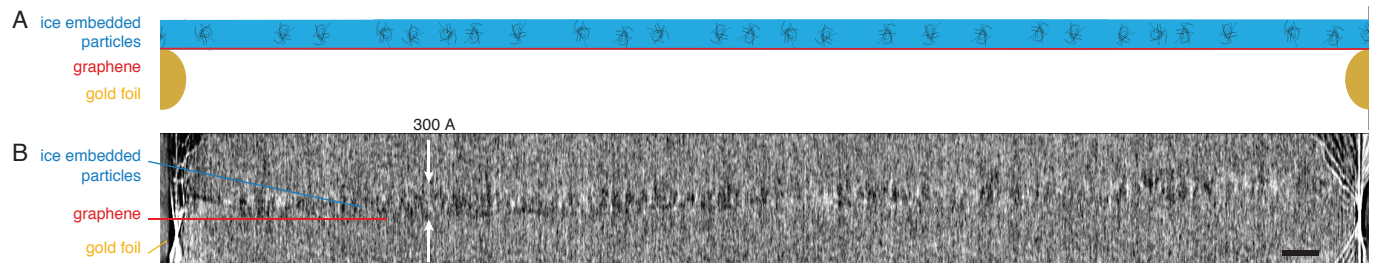 A
ice embedded
particles
graphene
gold foil
300 A
B
ice embedded
particles
graphene
gold foil